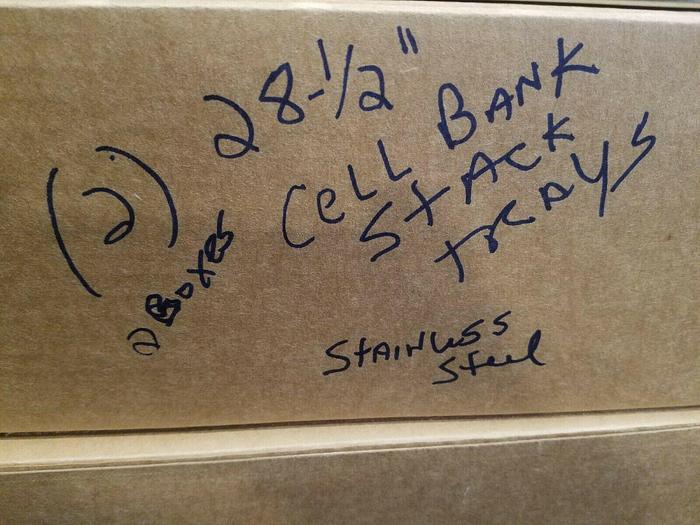 (2) 28-1/2"
CELL BANK
STACK
TRAYS
2 BOXES
STAINLESS
Steel